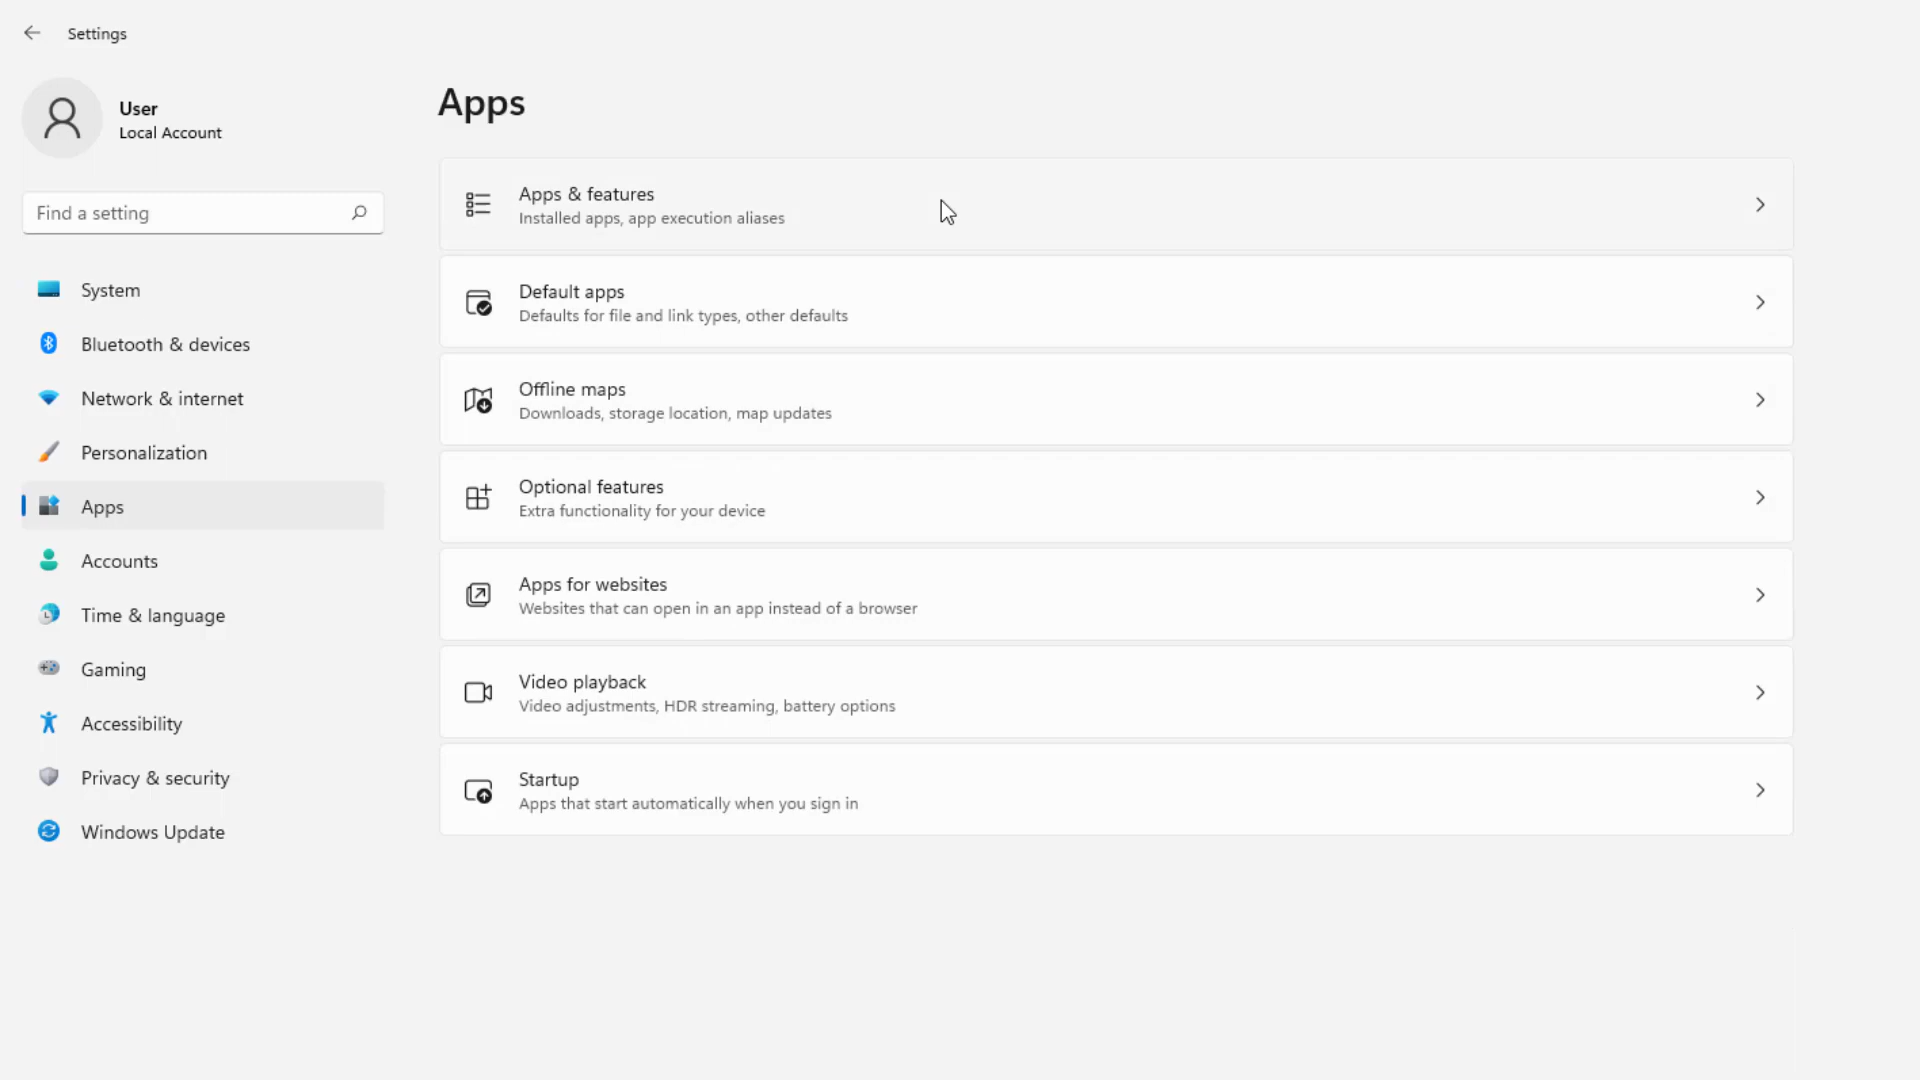 Settings
User
Local Account
Find a setting
System
Bluetooth & devices
Network & internet
Personalization
Apps
Accounts
Time & language
Gaming
Accessibility
Privacy & security
Windows Update
Apps
Apps & features
Installed apps, app execution aliases
Default apps
Defaults for file and link types, other defaults
Offline maps
Downloads, storage location, map updates
Optional features
Extra functionality for your device
Apps for websites
Websites that can open in an app instead of a browser
Video playback
Video adjustments, HDR streaming, battery options
Startup
Apps that start automatically when you sign in